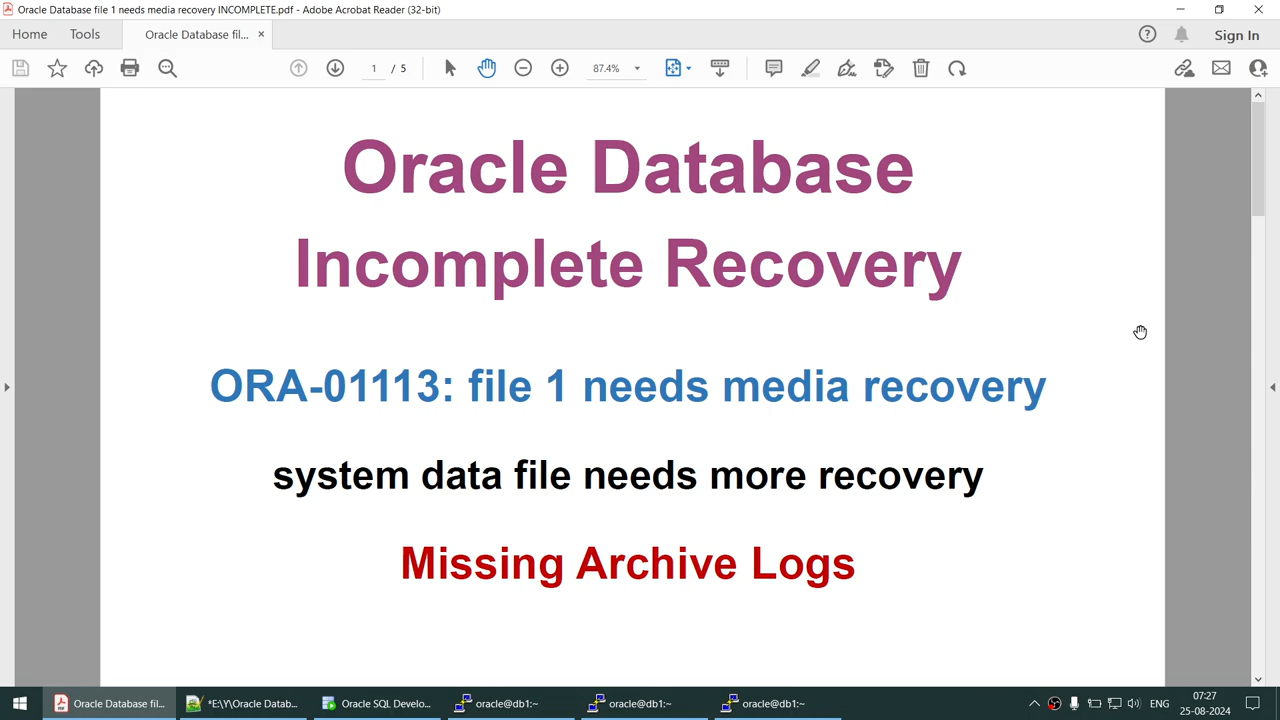 Oracle Database file 1 needs media recovery INCOMPLETE.pdf - Adobe Acrobat Reader (32-bit)
Home Tools Oracle Database fil... × Sign In
1 / 5 87.4%
Oracle Database
Incomplete Recovery
ORA-01113: file 1 needs media recovery
system data file needs more recovery
Missing Archive Logs
Oracle Database fil... *E:\Y\Oracle Datab... Oracle SQL Develo... oracle@db1:~ oracle@db1:~ oracle@db1:~ ENG 07:27
25-08-2024